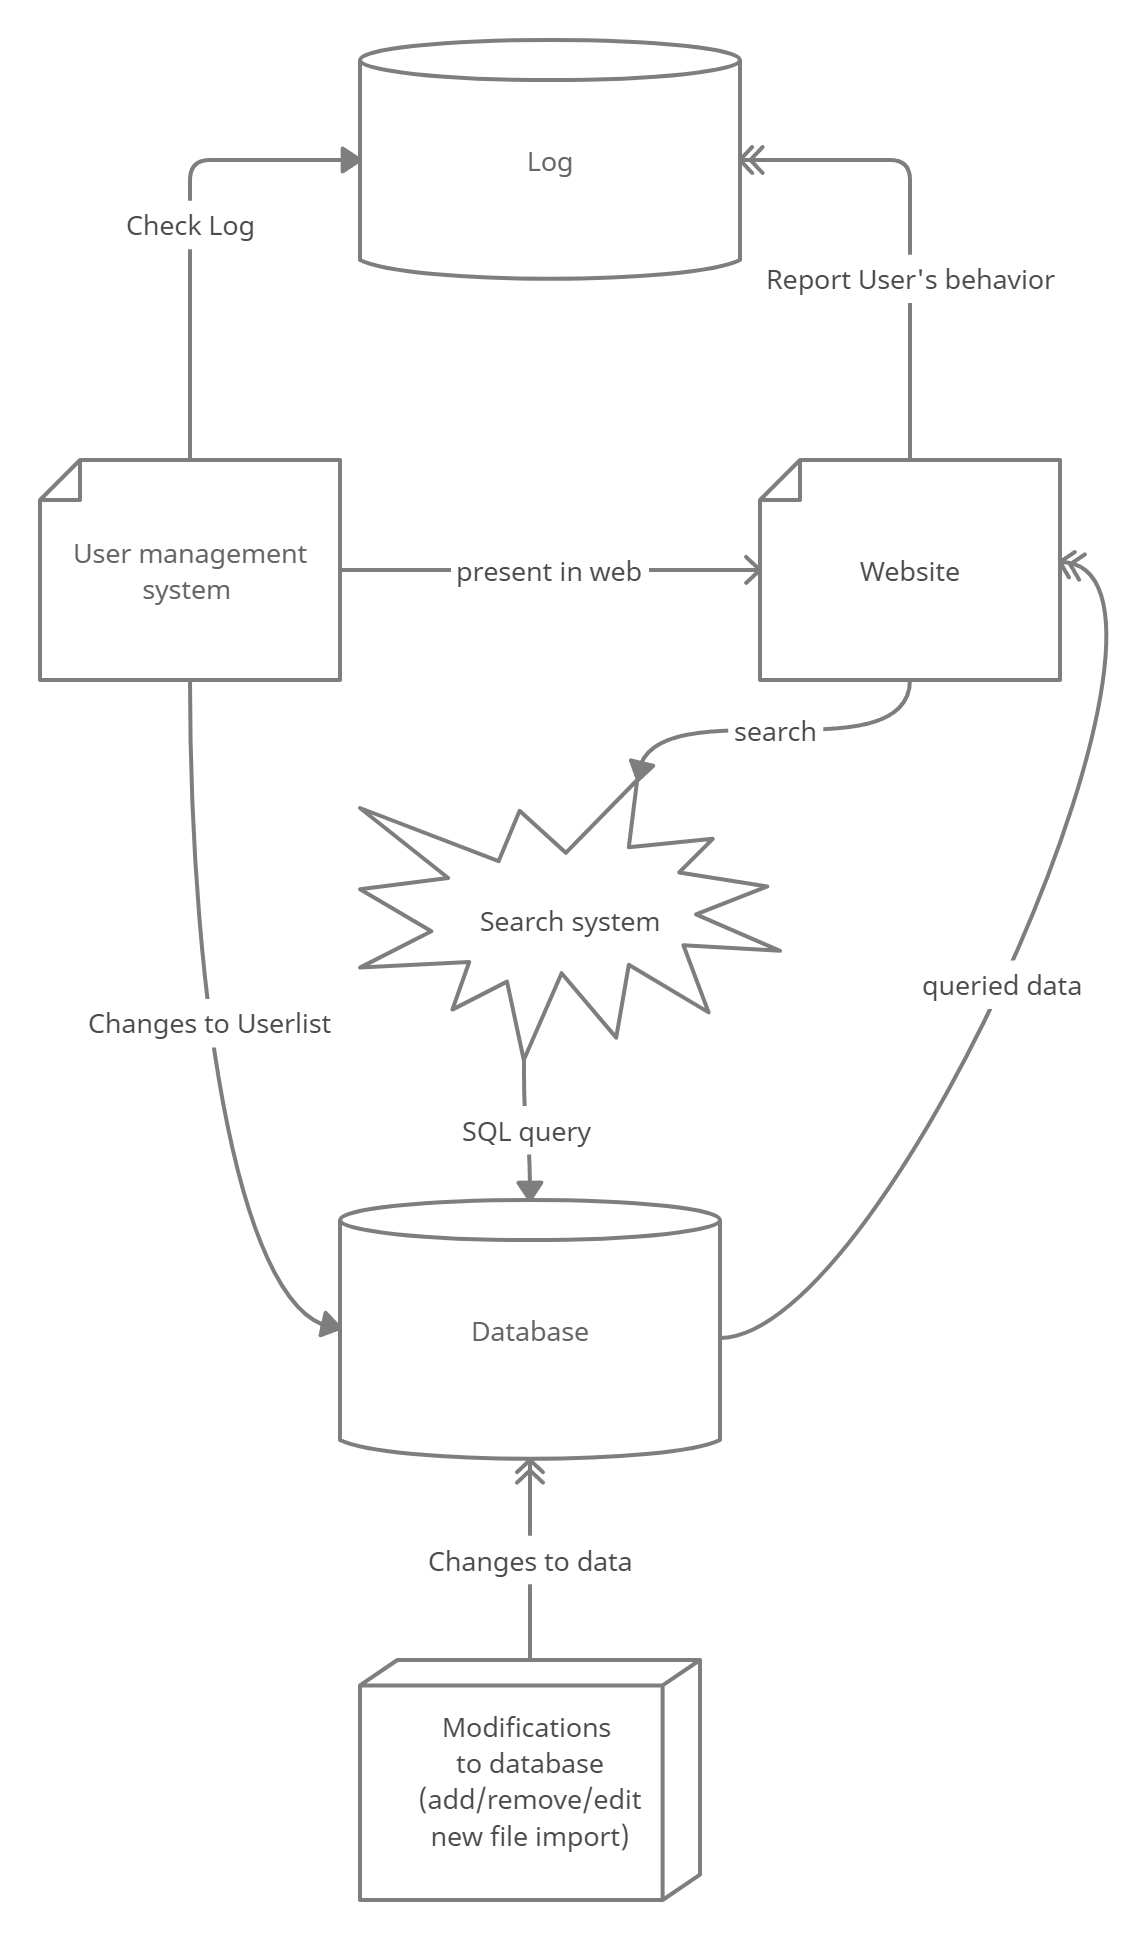 Log
Check Log
Report User's behavior
User management
system
present in web
Website
search
Search system
queried data
Changes to Userlist
SQL query
Database
Changes to data
Modifications
to database
(add/remove/edit
new file import)